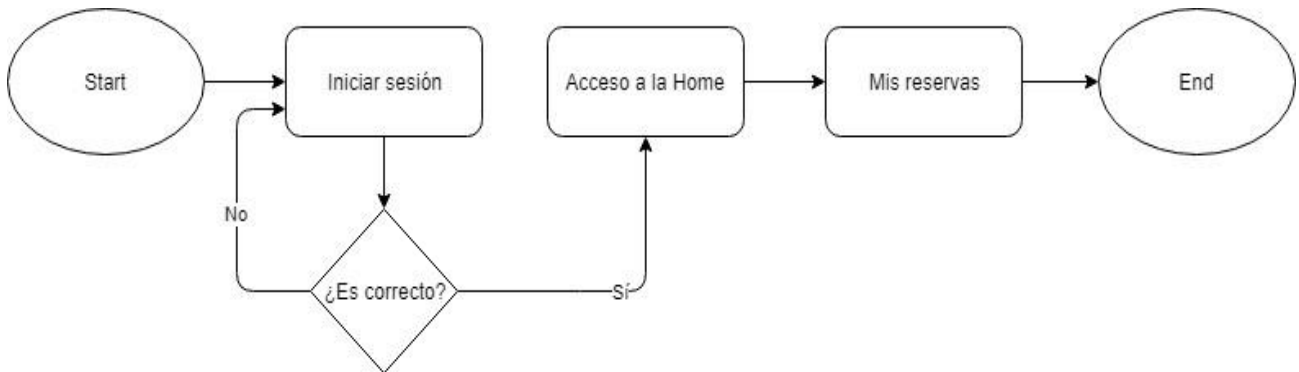 Start
Iniciar sesión
Acceso a la Home
Mis reservas
End
No
¿Es correcto?
Sí